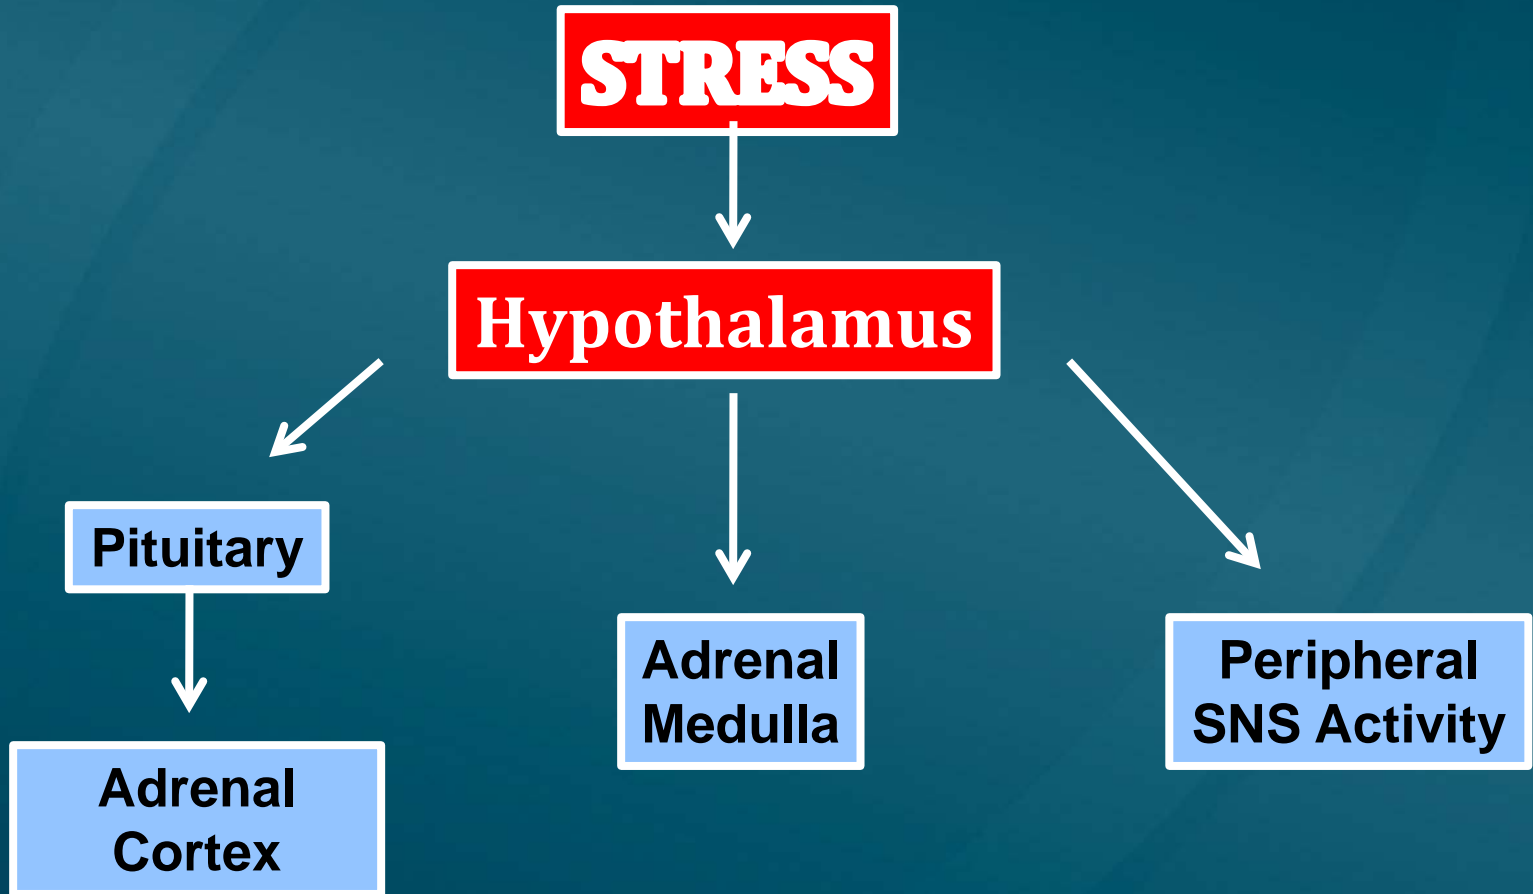 STRESS
Hypothalamus
Pituitary
Adrenal
Medulla
Peripheral
SNS Activity
Adrenal
Cortex